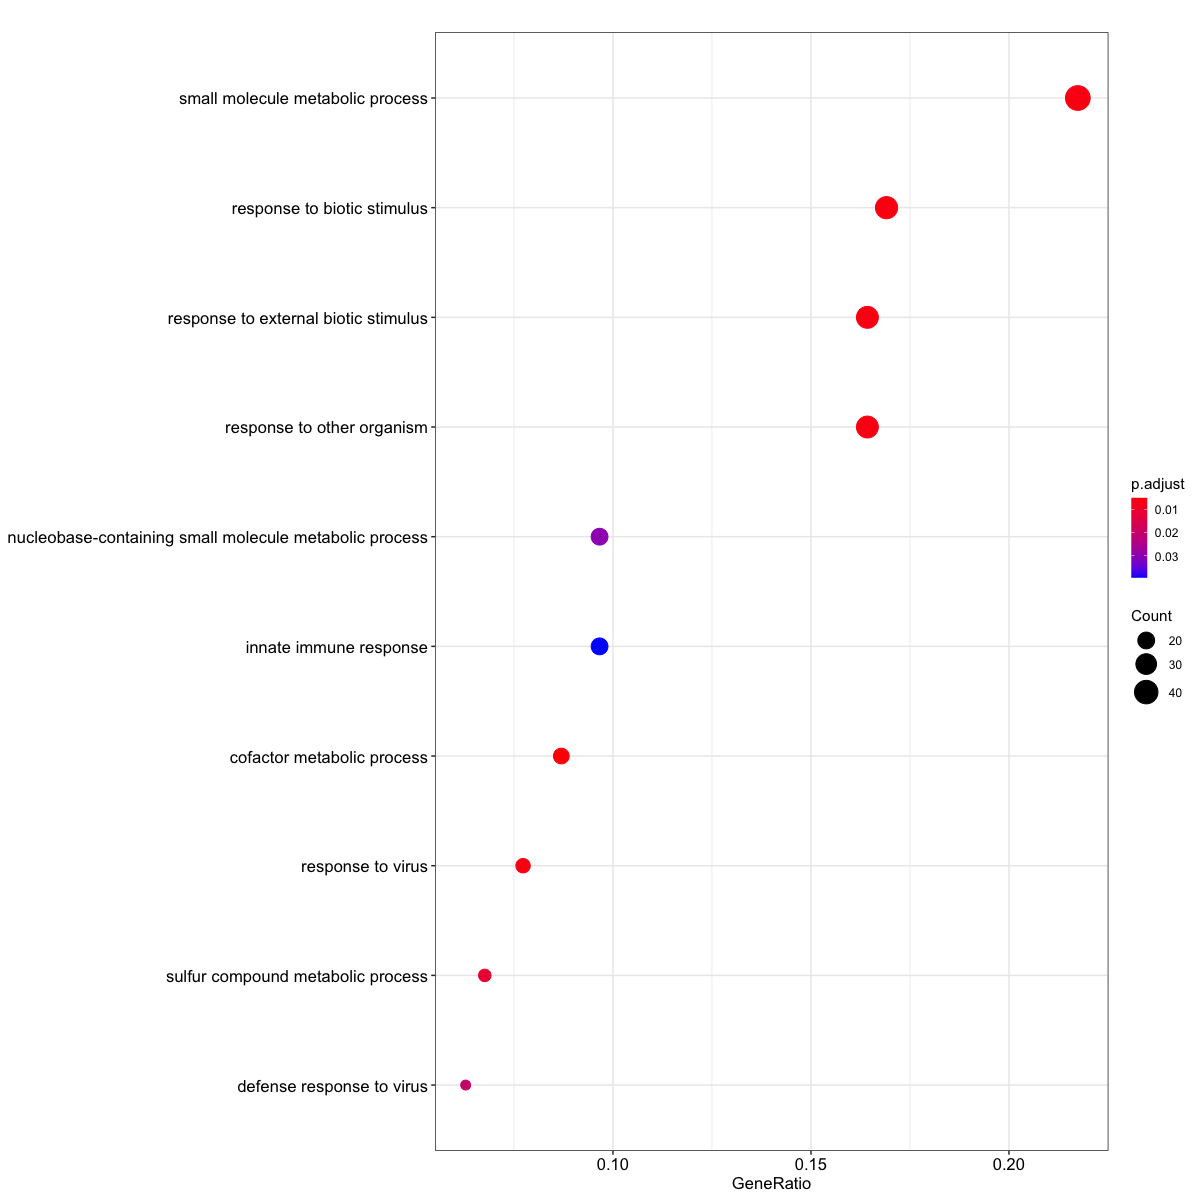 small molecule metabolic process
response to biotic stimulus
response to external biotic stimulus
response to other organism
nucleobase-containing small molecule metabolic process
innate immune response
cofactor metabolic process
response to virus
sulfur compound metabolic process
defense response to virus
0.10 0.15 0.20
GeneRatio
p.adjust
0.01
0.02
0.03
Count
20
30
40